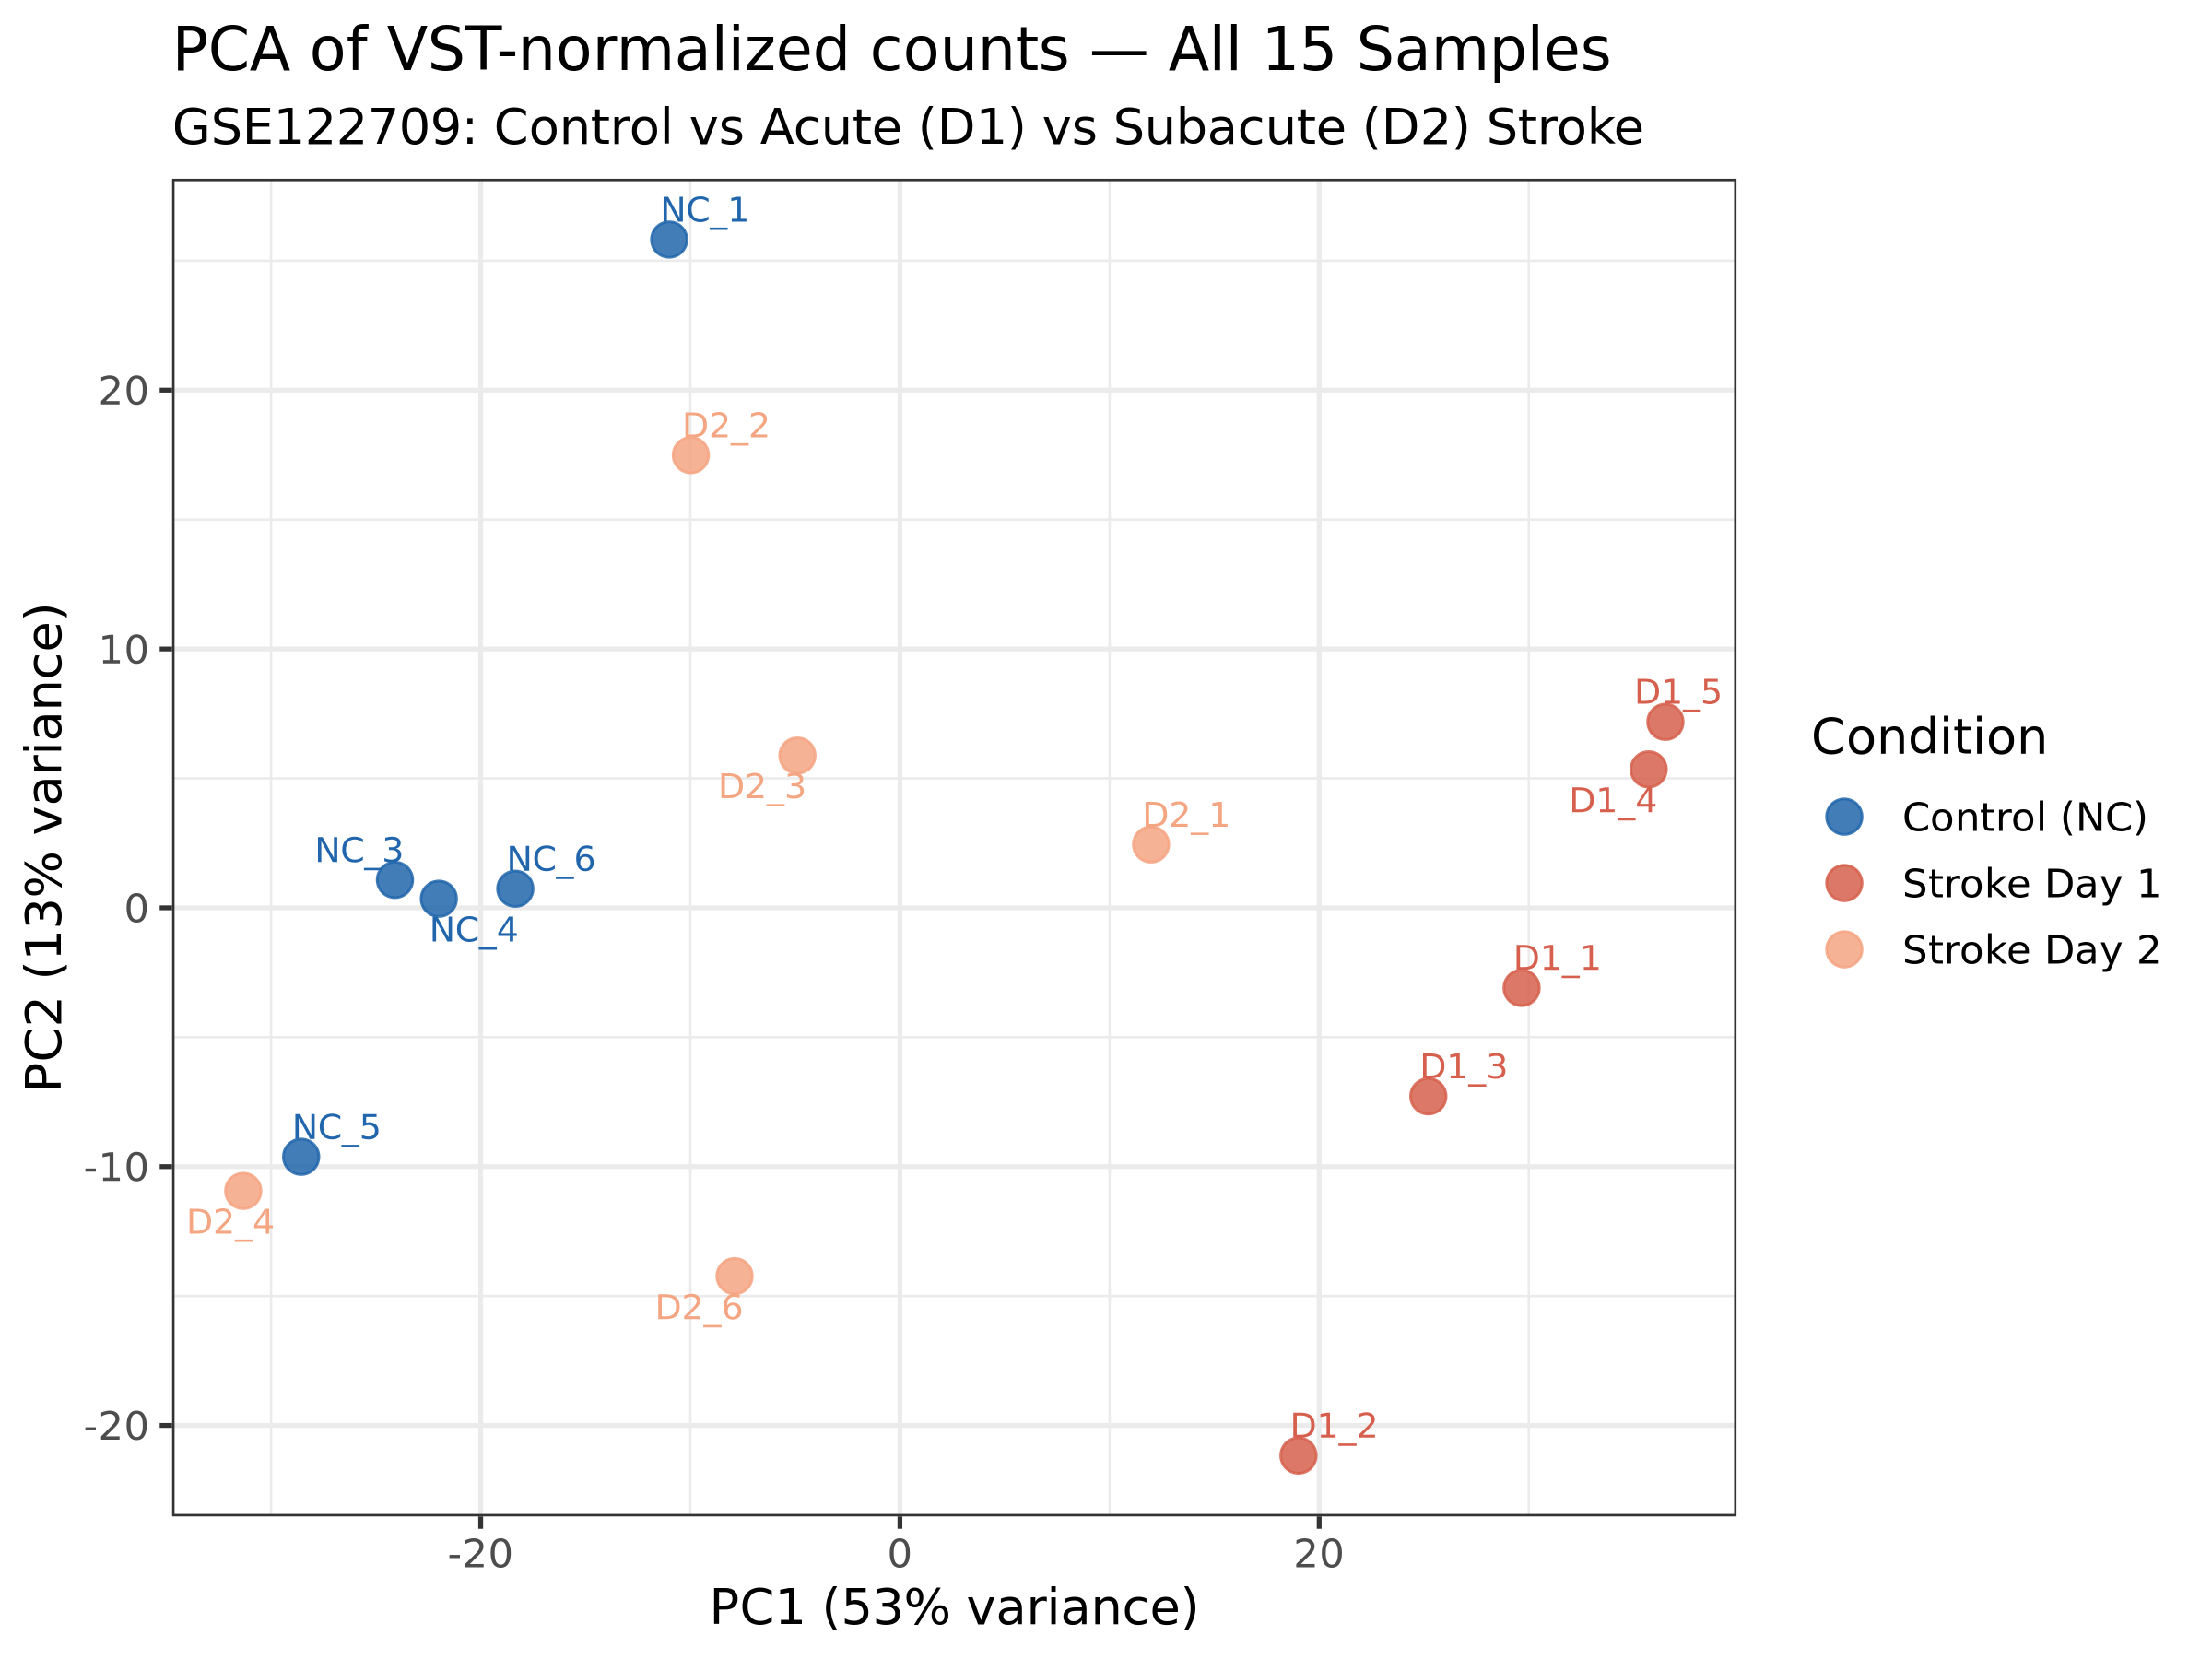 PCA of VST-normalized counts — All 15 Samples
GSE122709: Control vs Acute (D1) vs Subacute (D2) Stroke
NC_1
D2_2
D2_3
D2_1
D1_5
D1_4
NC_3
NC_6
NC_4
D1_1
D1_3
NC_5
D2_4
D2_6
D1_2
20
10
0
-10
-20
PC2 (13% variance)
-20
0
20
PC1 (53% variance)
Condition
Control (NC)
Stroke Day 1
Stroke Day 2